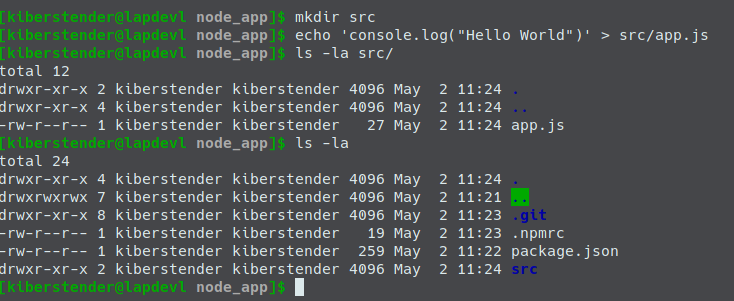 [kiberstender@lapdevl node_app]$ mkdir src
[kiberstender@lapdevl node_app]$ echo 'console.log("Hello World")' > src/app.js
[kiberstender@lapdevl node_app]$ ls -la src/
total 12
drwxr-xr-x 2 kiberstender kiberstender 4096 May  2 11:24 .
drwxr-xr-x 4 kiberstender kiberstender 4096 May  2 11:24 ..
-rw-r--r-- 1 kiberstender kiberstender   27 May  2 11:24 app.js
[kiberstender@lapdevl node_app]$ ls -la
total 24
drwxr-xr-x 4 kiberstender kiberstender 4096 May  2 11:24 .
drwxrwxrwx 7 kiberstender kiberstender 4096 May  2 11:21 ..
drwxr-xr-x 8 kiberstender kiberstender 4096 May  2 11:23 .git
-rw-r--r-- 1 kiberstender kiberstender   19 May  2 11:23 .npmrc
-rw-r--r-- 1 kiberstender kiberstender  259 May  2 11:22 package.json
drwxr-xr-x 2 kiberstender kiberstender 4096 May  2 11:24 src
[kiberstender@lapdevl node_app]$